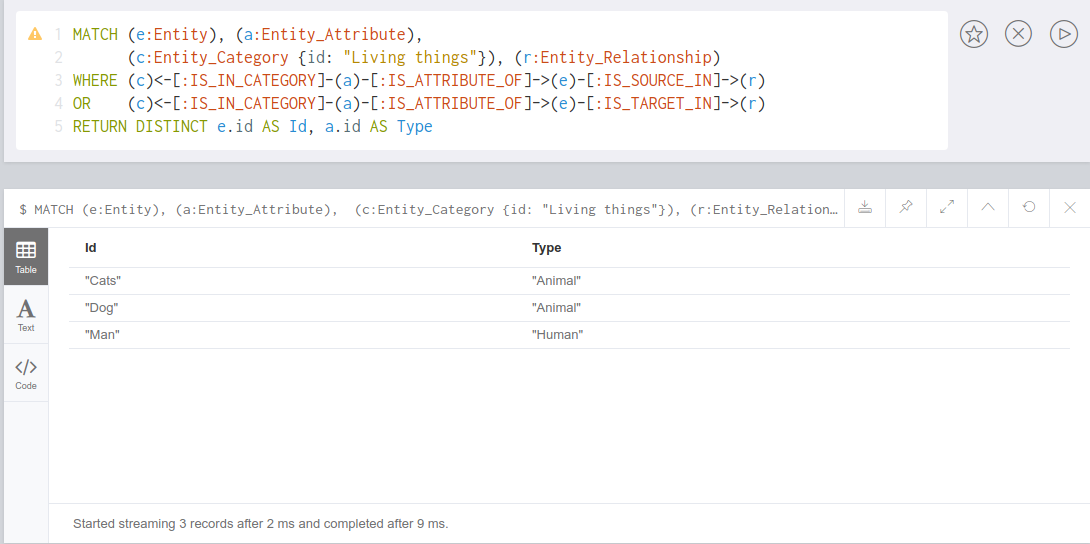 1 MATCH (e:Entity), (a:Entity_Attribute),
2 (c:Entity_Category {id: "Living things"}), (r:Entity_Relationship)
3 WHERE (c)<-[:IS_IN_CATEGORY]-(a)-[:IS_ATTRIBUTE_OF]->(e)-[:IS_SOURCE_IN]->(r)
4 OR (c)<-[:IS_IN_CATEGORY]-(a)-[:IS_ATTRIBUTE_OF]->(e)-[:IS_TARGET_IN]->(r)
5 RETURN DISTINCT e.id AS Id, a.id AS Type
$ MATCH (e:Entity), (a:Entity_Attribute), (c:Entity_Category {id: "Living things"}), (r:Entity_Relation…
Table
A
Text
</>
Code
Id Type
"Cats" "Animal"
"Dog" "Animal"
"Man" "Human"
Started streaming 3 records after 2 ms and completed after 9 ms.